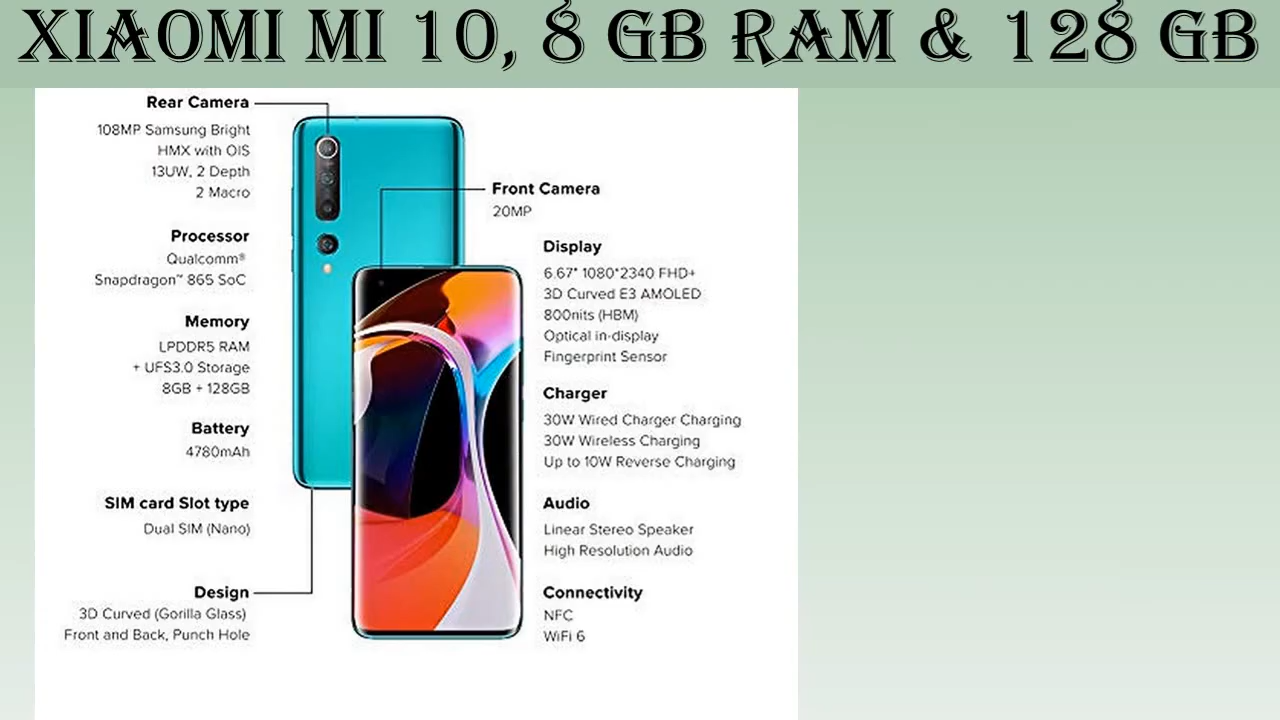 XIAOMI MI 10, 8 GB RAM & 128 GB
Rear Camera
108MP Samsung Bright
HMX with OIS
13UW, 2 Depth
2 Macro
Processor
Qualcomm®
Snapdragon™ 865 SoC
Memory
LPDDR5 RAM
+ UFS3.0 Storage
8GB + 128GB
Battery
4780mAh
SIM card Slot type
Dual SIM (Nano)
Design
3D Curved (Gorilla Glass)
Front and Back, Punch Hole
Front Camera
20MP
Display
6.67" 1080*2340 FHD+
3D Curved E3 AMOLED
800nits (HBM)
Optical in-display
Fingerprint Sensor
Charger
30W Wired Charger Charging
30W Wireless Charging
Up to 10W Reverse Charging
Audio
Linear Stereo Speaker
High Resolution Audio
Connectivity
NFC
WiFi 6